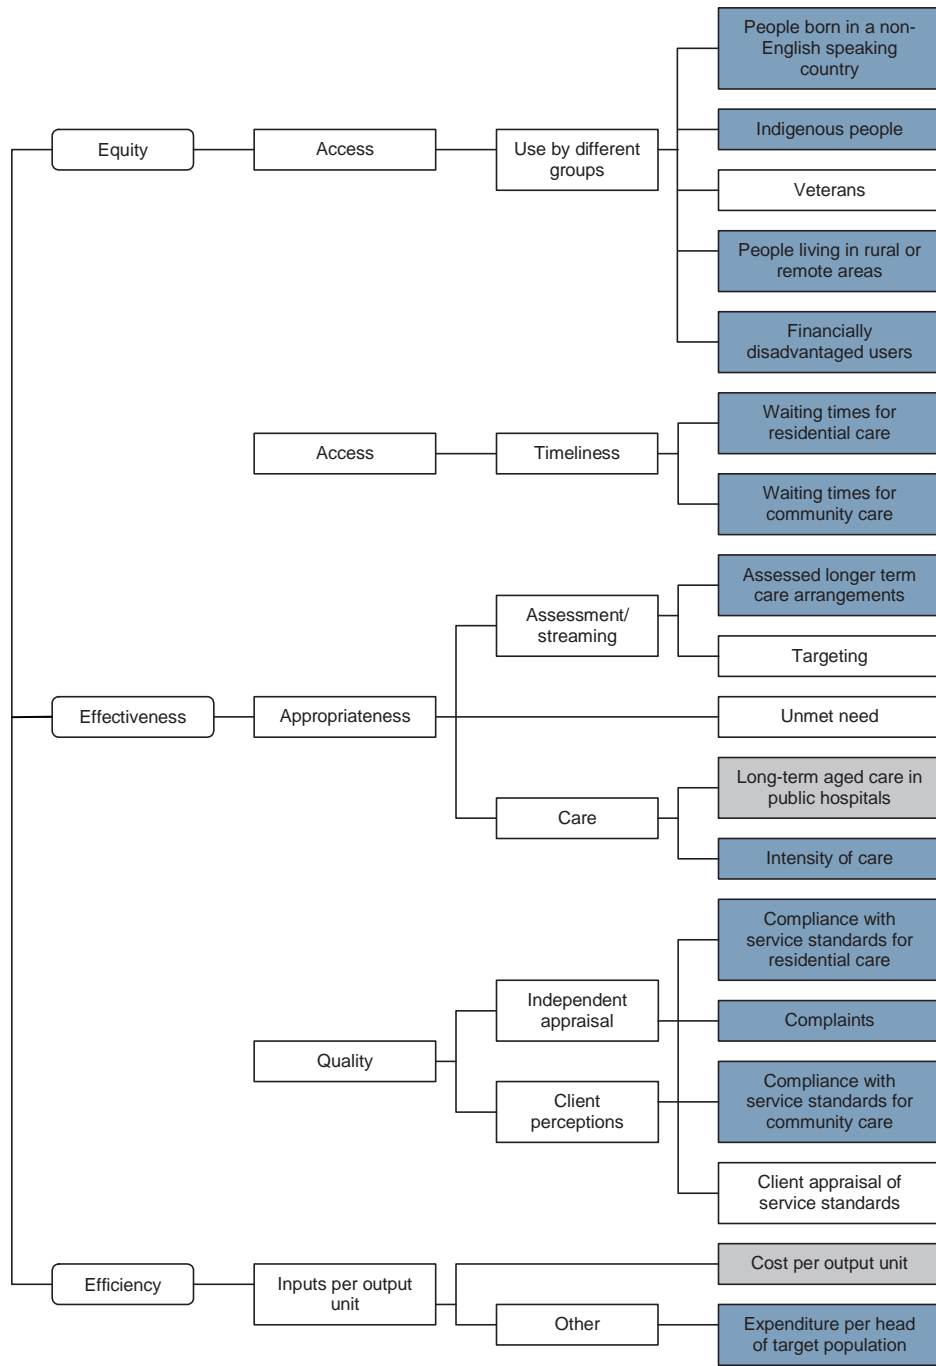 People born in a non-
English speaking
country
Equity
Access
Use by different
groups
Indigenous people
Veterans
People living in rural or
remote areas
Financially
disadvantaged users
Access
Timeliness
Waiting times for
residential care
Waiting times for
community care
Assessment/
streaming
Assessed longer term
care arrangements
Targeting
Effectiveness
Appropriateness
Unmet need
Care
Long-term aged care in
public hospitals
Intensity of care
Quality
Independent
appraisal
Client
perceptions
Compliance with
service standards for
residential care
Complaints
Compliance with
service standards for
community care
Client appraisal of
service standards
Efficiency
Inputs per output
unit
Cost per output unit
Other
Expenditure per head
of target population